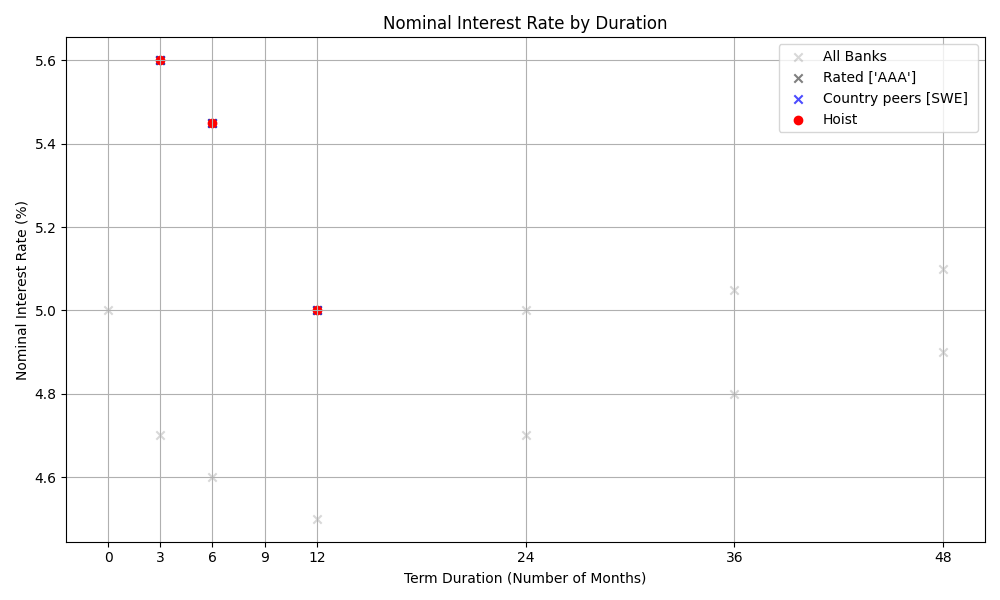 Nominal Interest Rate by Duration
All Banks
Rated ['AAA']
Country peers [SWE]
Hoist
Nominal Interest Rate (%)
5.6
5.4
5.2
5.0
4.8
4.6
0 3 6 9 12 24 36 48
Term Duration (Number of Months)